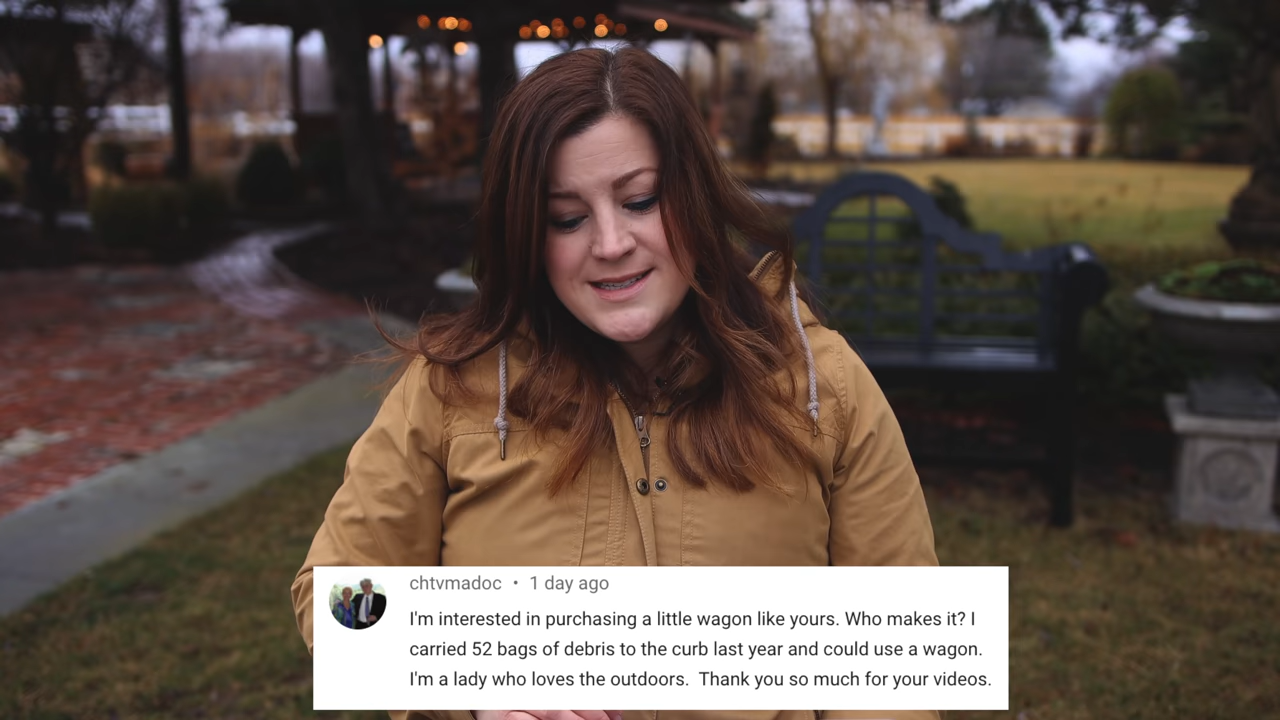 chtvmadoc • 1 day ago
I'm interested in purchasing a little wagon like yours. Who makes it? I
carried 52 bags of debris to the curb last year and could use a wagon.
I'm a lady who loves the outdoors.  Thank you so much for your videos.